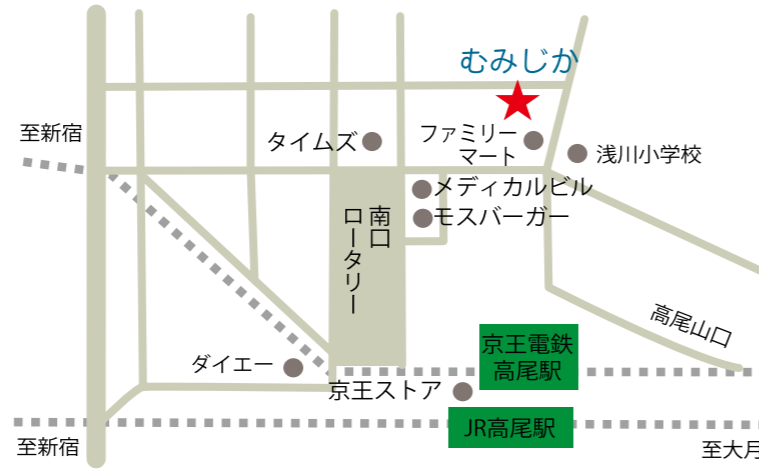 むみじか
至新宿
タイムズ
ファミリー
マート
浅川小学校
メディカルビル
モスバーガー
南口
ロータリー
高尾山口
京王電鉄
高尾駅
ダイエー
京王ストア
JR高尾駅
至新宿
至大月